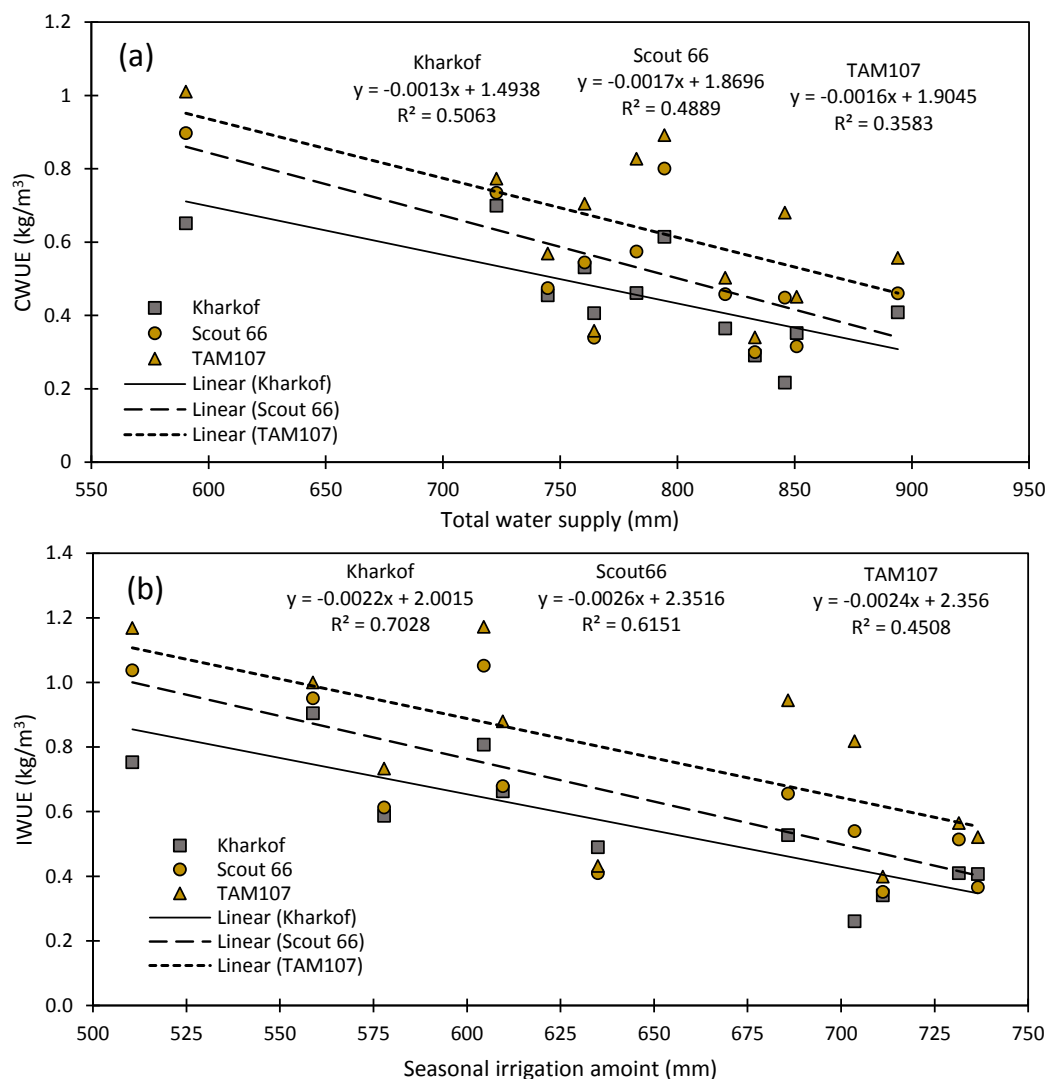 (a)
Kharkof
y = -0.0013x + 1.4938
R² = 0.5063
Scout 66
y = -0.0017x + 1.8696
R² = 0.4889
TAM107
y = -0.0016x + 1.9045
R² = 0.3583
CWUE (kg/m³)
1.2
1
0.8
0.6
0.4
0.2
0
Kharkof
Scout 66
TAM107
Linear (Kharkof)
Linear (Scout 66)
Linear (TAM107)
550 600 650 700 750 800 850 900 950
Total water supply (mm)
(b)
Kharkof
y = -0.0022x + 2.0015
R² = 0.7028
Scout66
y = -0.0026x + 2.3516
R² = 0.6151
TAM107
y = -0.0024x + 2.356
R² = 0.4508
IWUE (kg/m³)
1.4
1.2
1.0
0.8
0.6
0.4
0.2
0.0
Kharkof
Scout 66
TAM107
Linear (Kharkof)
Linear (Scout 66)
Linear (TAM107)
500 525 550 575 600 625 650 675 700 725 750
Seasonal irrigation amoint (mm)